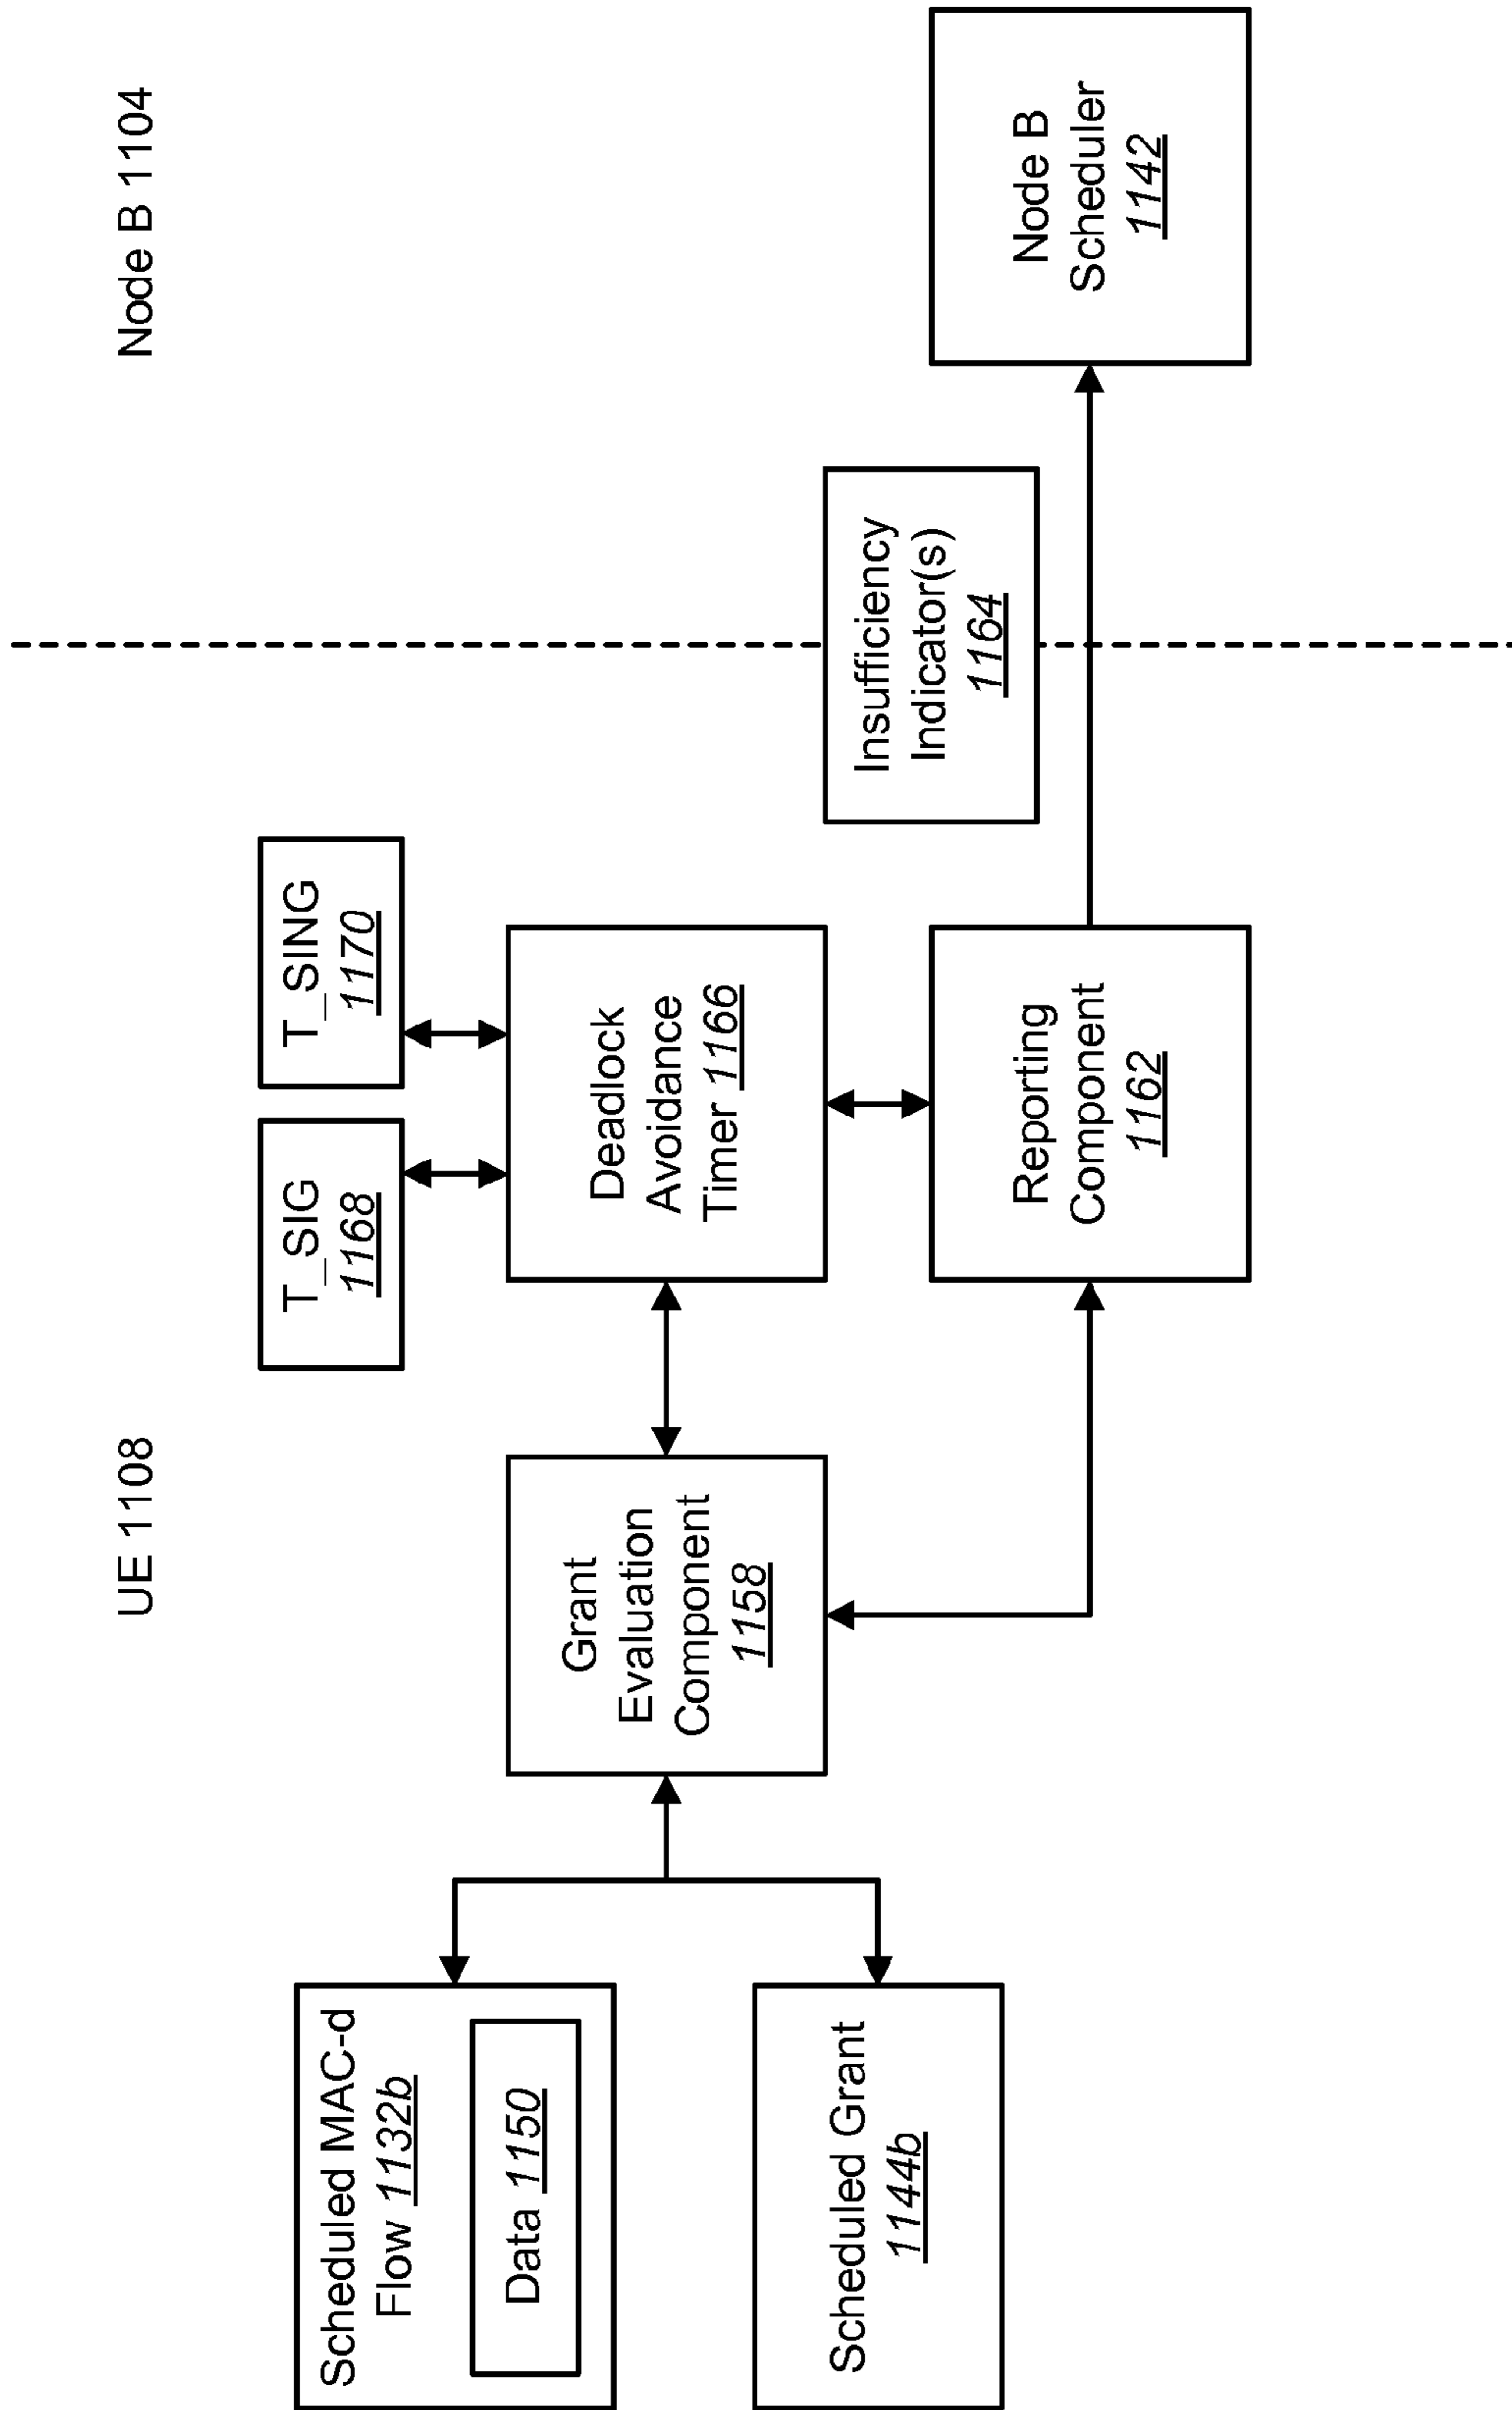 UE 1108
Node B 1104
T_SIG
1168
T_SING
1170
Scheduled MAC-d
Flow 1132b
Data 1150
Scheduled Grant
1144b
Grant
Evaluation
Component
1158
Deadlock
Avoidance
Timer 1166
Reporting
Component
1162
Insufficiency
Indicator(s)
1164
Node B
Scheduler
1142